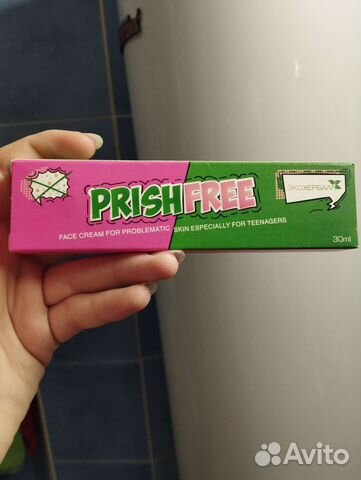 PRISHFREE
FACE CREAM FOR PROBLEMATIC SKIN ESPECIALLY FOR TEENAGERS
ЭКОХЕРБАЛ
30ml
Avito